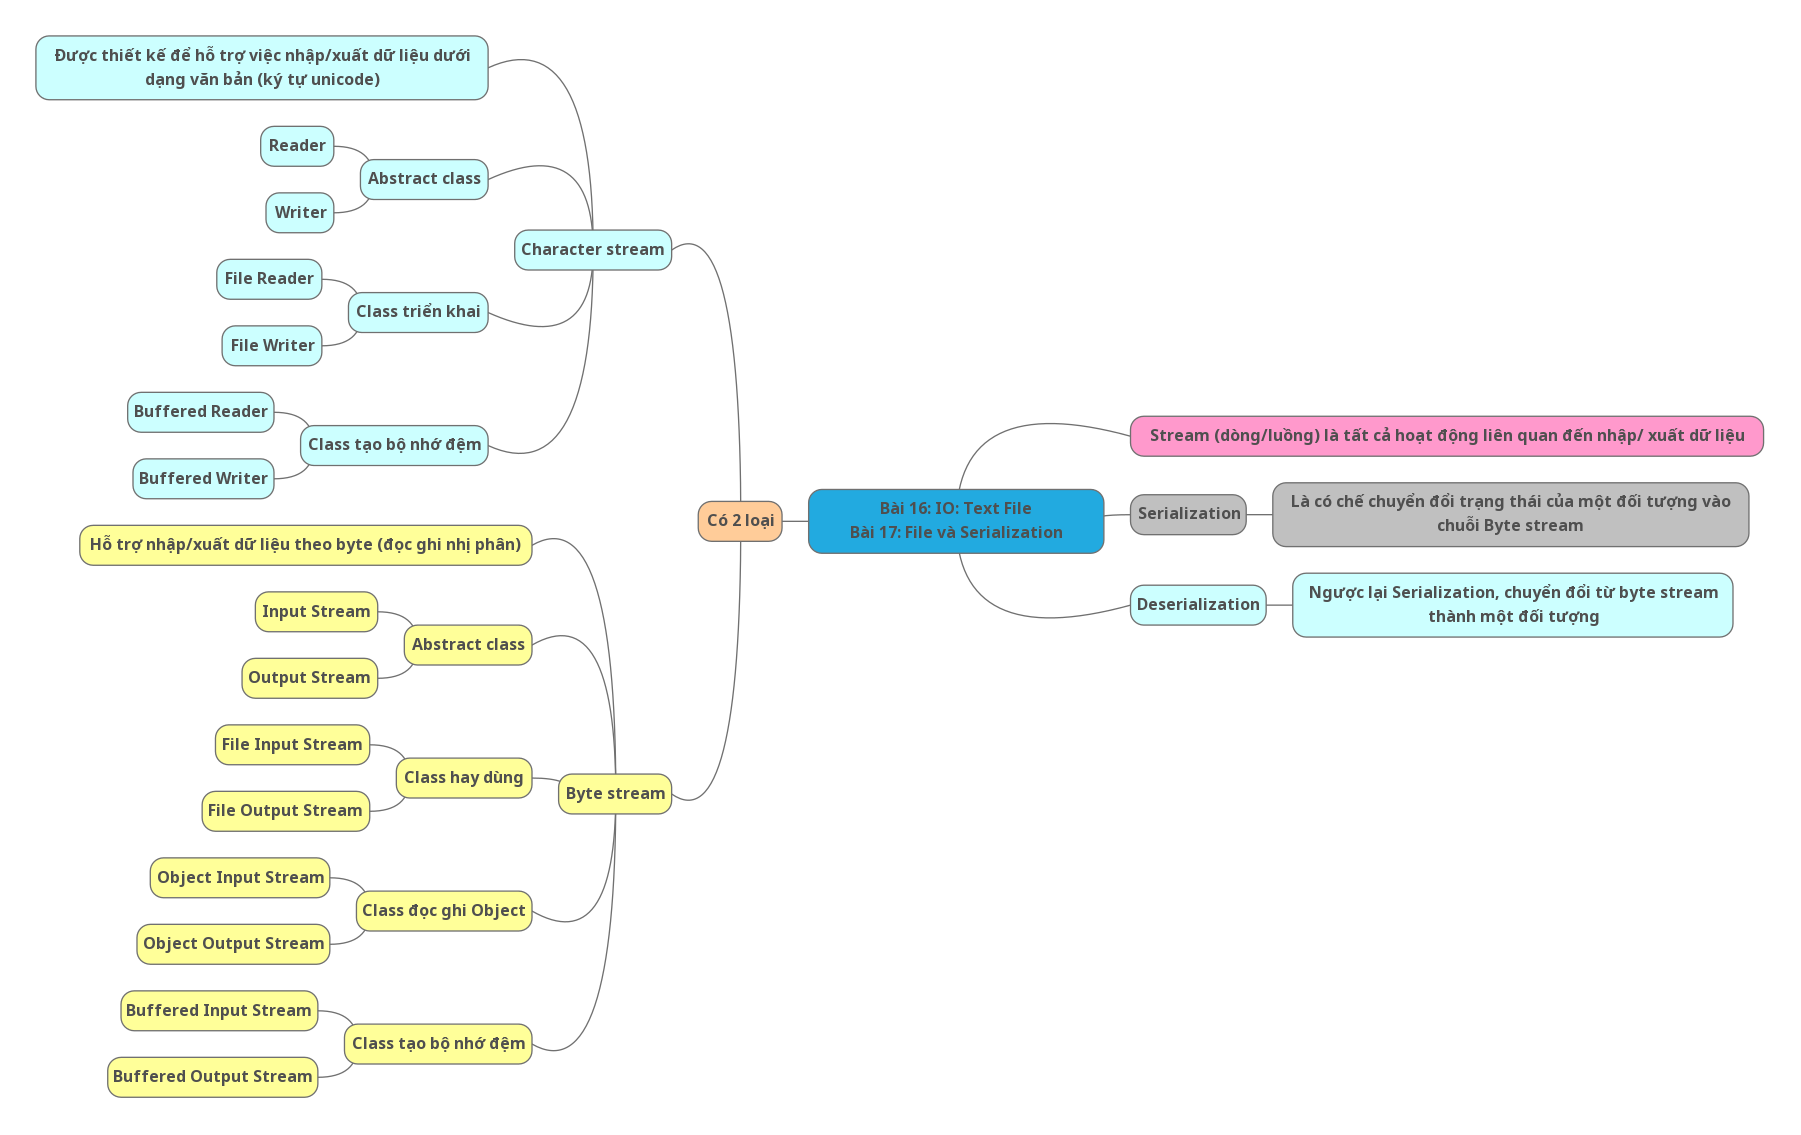 Được thiết kế để hỗ trợ việc nhập/xuất dữ liệu dưới
dạng văn bản (ký tự unicode)
Reader
Abstract class
Writer
Character stream
File Reader
Class triển khai
File Writer
Buffered Reader
Class tạo bộ nhớ đệm
Buffered Writer
Có 2 loại
Hỗ trợ nhập/xuất dữ liệu theo byte (đọc ghi nhị phân)
Input Stream
Abstract class
Output Stream
File Input Stream
Class hay dùng
Byte stream
File Output Stream
Object Input Stream
Class đọc ghi Object
Object Output Stream
Buffered Input Stream
Class tạo bộ nhớ đệm
Buffered Output Stream
Bài 16: IO: Text File
Bài 17: File và Serialization
Stream (dòng/luồng) là tất cả hoạt động liên quan đến nhập/ xuất dữ liệu
Serialization
Là có chế chuyển đổi trạng thái của một đối tượng vào
chuỗi Byte stream
Deserialization
Ngược lại Serialization, chuyển đổi từ byte stream
thành một đối tượng